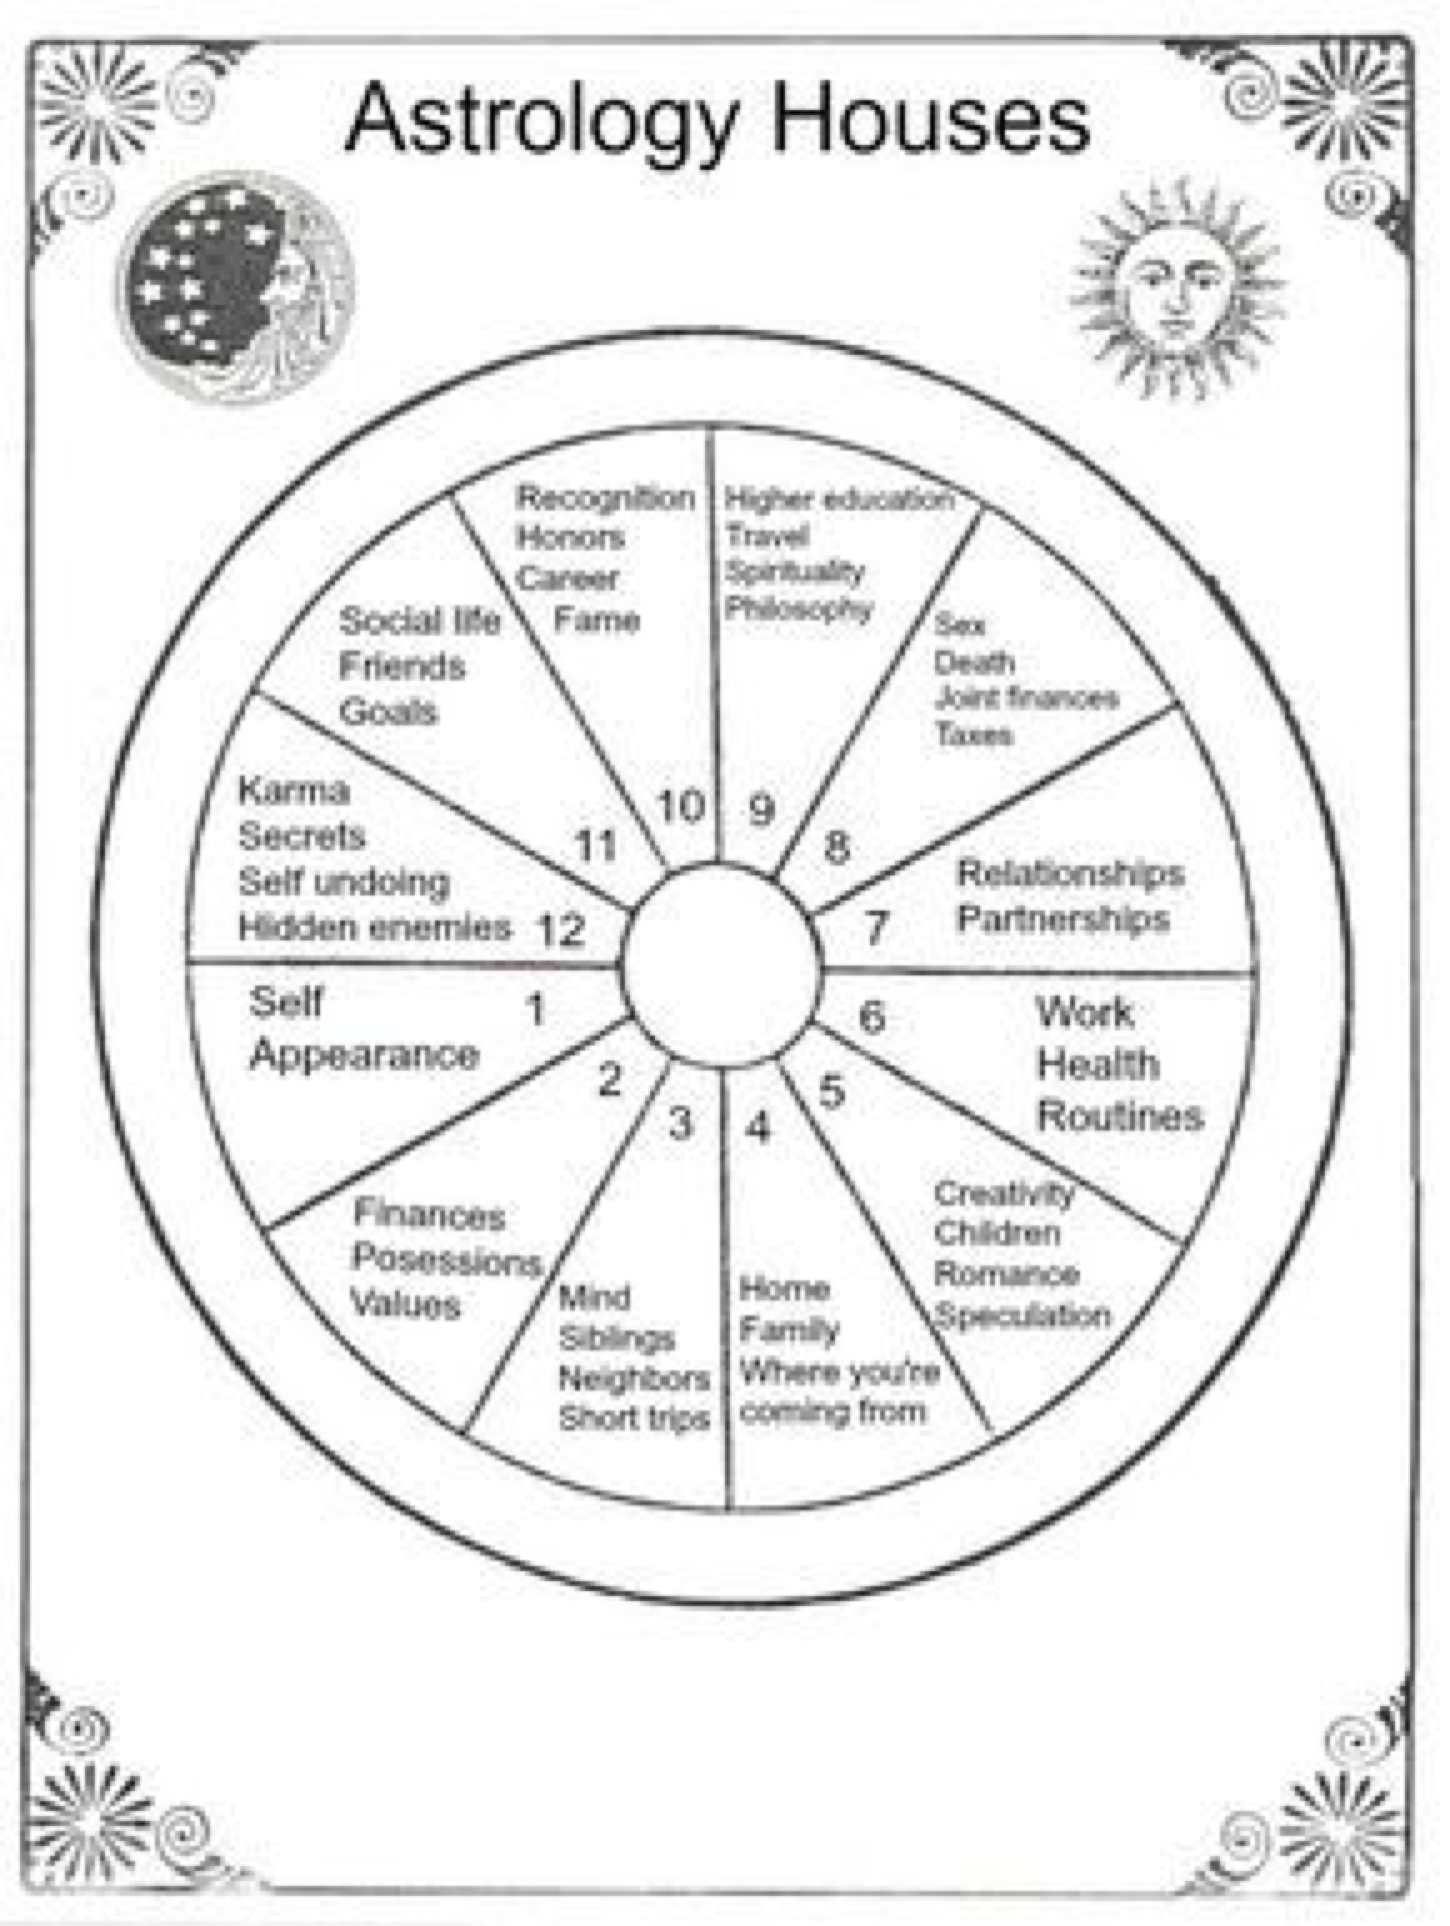 Astrology Houses
Recognition
Honors
Career
Fame
10
Higher education
Travel
Spirituality
Philosophy
9
Sex
Death
Joint finances
Taxes
8
Relationships
Partnerships
7
Work
Health
Routines
6
Creativity
Children
Romance
Speculation
5
Home
Family
Where you're
coming from
4
Mind
Siblings
Neighbors
Short trips
3
Finances
Posessions
Values
2
Self
Appearance
1
Karma
Secrets
Self undoing
Hidden enemies
12
Social life
Friends
Goals
11